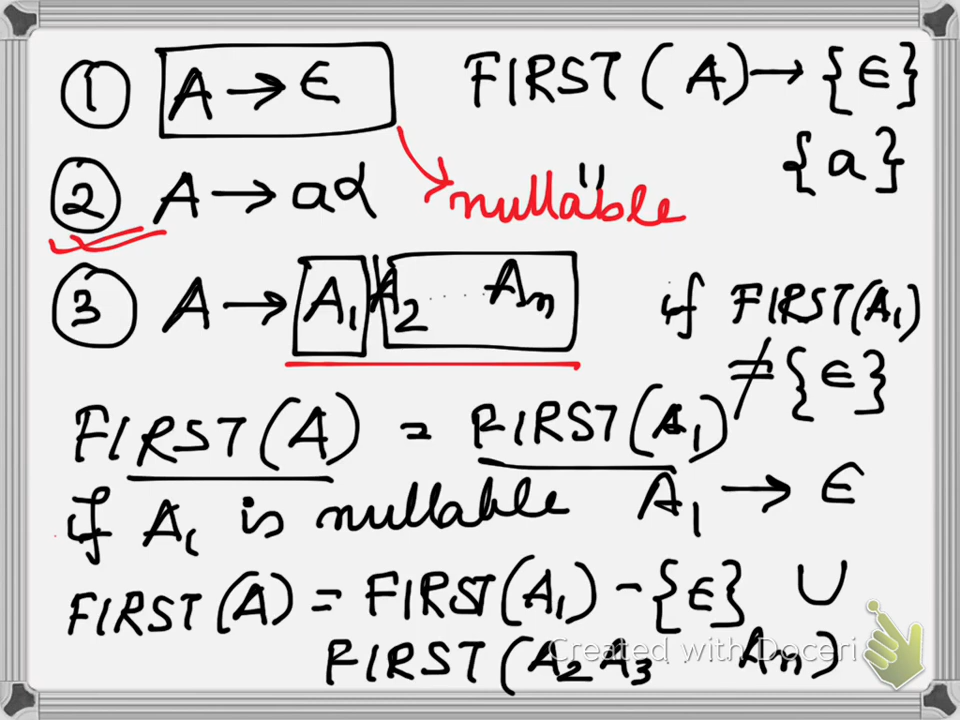 ① A → ϵ FIRST(A) → {ϵ}
{a}
② A → aα nullable "
③ A → A₁ A₂ ..... Aₙ if FIRST(A₁)
≠ {ϵ}
FIRST(A) = FIRST(A₁)
if A₁ is nullable A₁ → ϵ
FIRST(A) = FIRST(A₁) - {ϵ} ∪
FIRST(A₂ A₃ Aₙ)
Created with Doceri